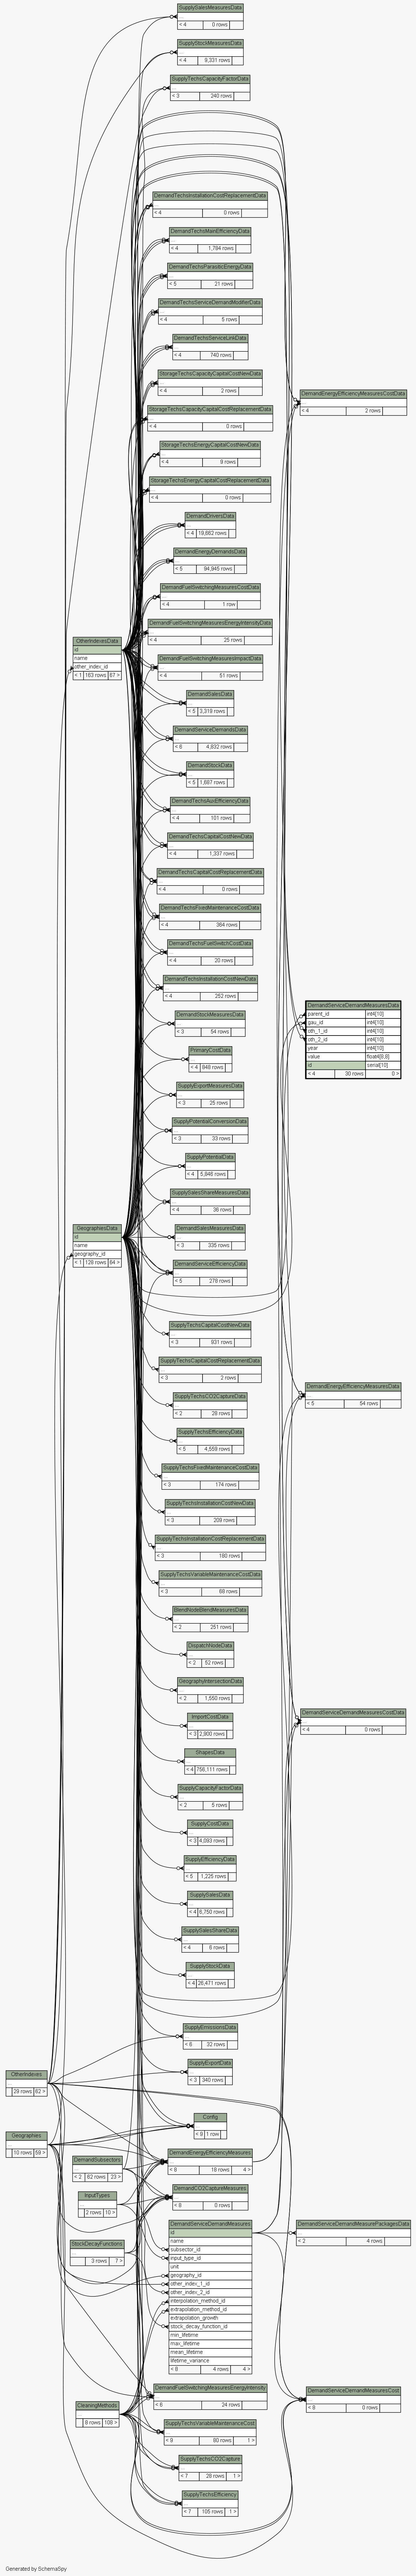 SupplySalesMeasuresData
...
< 4 0 rows
SupplyStockMeasuresData
...
< 4 9,331 rows
SupplyTechsCapacityFactorData
...
< 3 240 rows
DemandTechsInstallationCostReplacementData
...
< 4 0 rows
DemandTechsMainEfficiencyData
...
< 4 1,784 rows
DemandTechsParasiticEnergyData
...
< 5 21 rows
DemandTechsServiceDemandModifierData
...
< 4 5 rows
DemandTechsServiceLinkData
...
< 4 740 rows
StorageTechsCapacityCapitalCostNewData
...
< 4 2 rows
DemandEnergyEfficiencyMeasuresCostData
...
< 4 2 rows
StorageTechsCapacityCapitalCostReplacementData
...
< 4 0 rows
StorageTechsEnergyCapitalCostNewData
...
< 4 9 rows
StorageTechsEnergyCapitalCostReplacementData
...
< 4 0 rows
DemandDriversData
...
< 4 19,662 rows
DemandEnergyDemandsData
...
< 5 94,945 rows
DemandFuelSwitchingMeasuresCostData
...
< 4 1 row
DemandFuelSwitchingMeasuresEnergyIntensityData
...
< 4 25 rows
OtherIndexesData
id
name
other_index_id
< 1 163 rows 67 >
DemandFuelSwitchingMeasuresImpactData
...
< 4 51 rows
DemandSalesData
...
< 5 3,319 rows
DemandServiceDemandsData
...
< 6 4,832 rows
DemandStockData
...
< 5 1,687 rows
DemandTechsAuxEfficiencyData
...
< 4 101 rows
DemandTechsCapitalCostNewData
...
< 4 1,337 rows
DemandTechsCapitalCostReplacementData
...
< 4 0 rows
DemandTechsFixedMaintenanceCostData
...
< 4 364 rows
DemandTechsFuelSwitchCostData
...
< 4 20 rows
DemandTechsInstallationCostNewData
...
< 4 252 rows
DemandServiceDemandMeasuresData
parent_id int4[10]
gau_id int4[10]
oth_1_id int4[10]
oth_2_id int4[10]
year int4[10]
value float8[8,8]
id serial[10]
< 4 30 rows 0 >
DemandStockMeasuresData
...
< 3 54 rows
PrimaryCostData
...
< 4 848 rows
SupplyExportMeasuresData
...
< 3 25 rows
SupplyPotentialConversionData
...
< 3 33 rows
SupplyPotentialData
...
< 4 5,846 rows
SupplySalesShareMeasuresData
...
< 4 36 rows
GeographiesData
id
name
geography_id
< 1 128 rows 64 >
DemandSalesMeasuresData
...
< 3 335 rows
DemandServiceEfficiencyData
...
< 5 278 rows
SupplyTechsCapitalCostNewData
...
< 3 831 rows
SupplyTechsCapitalCostReplacementData
...
< 3 2 rows
DemandEnergyEfficiencyMeasuresData
...
< 5 54 rows
SupplyTechsCO2CaptureData
...
< 2 28 rows
SupplyTechsEfficiencyData
...
< 5 4,559 rows
SupplyTechsFixedMaintenanceCostData
...
< 3 174 rows
SupplyTechsInstallationCostNewData
...
< 3 209 rows
SupplyTechsInstallationCostReplacementData
...
< 3 180 rows
SupplyTechsVariableMaintenanceCostData
...
< 3 69 rows
BlendNodeBlendMeasuresData
...
< 2 251 rows
DispatchNodeData
...
< 2 52 rows
GeographyIntersectionData
...
< 2 1,550 rows
ImportCostData
...
< 3 2,900 rows
DemandServiceDemandMeasuresCostData
...
< 4 0 rows
ShapesData
...
< 4 756,111 rows
SupplyCapacityFactorData
...
< 2 5 rows
SupplyCostData
...
< 3 4,093 rows
SupplyEfficiencyData
...
< 5 1,225 rows
SupplySalesData
...
< 4 6,750 rows
SupplySalesShareData
...
< 4 6 rows
SupplyStockData
...
< 4 26,471 rows
SupplyEmissionsData
...
< 6 32 rows
SupplyExportData
...
< 3 340 rows
OtherIndexes
...
29 rows 62 >
Config
...
< 9 1 row
Geographies
...
10 rows 59 >
DemandSubsectors
...
< 2 62 rows 23 >
DemandEnergyEfficiencyMeasures
...
< 8 18 rows 4 >
InputTypes
...
2 rows 10 >
DemandCO2CaptureMeasures
...
< 8 0 rows
StockDecayFunctions
...
3 rows 7 >
DemandServiceDemandMeasures
id
name
subsector_id
input_type_id
unit
geography_id
other_index_1_id
other_index_2_id
interpolation_method_id
extrapolation_method_id
extrapolation_growth
stock_decay_function_id
min_lifetime
max_lifetime
mean_lifetime
lifetime_variance
< 8 4 rows 4 >
DemandServiceDemandMeasurePackagesData
...
< 2 4 rows
DemandFuelSwitchingMeasuresEnergyIntensity
...
< 6 24 rows
DemandServiceDemandMeasuresCost
...
< 8 0 rows
CleaningMethods
...
8 rows 108 >
SupplyTechsVariableMaintenanceCost
...
< 9 80 rows 1 >
SupplyTechsCO2Capture
...
< 7 28 rows 1 >
SupplyTechsEfficiency
...
< 7 105 rows 1 >
Generated by SchemaSpy